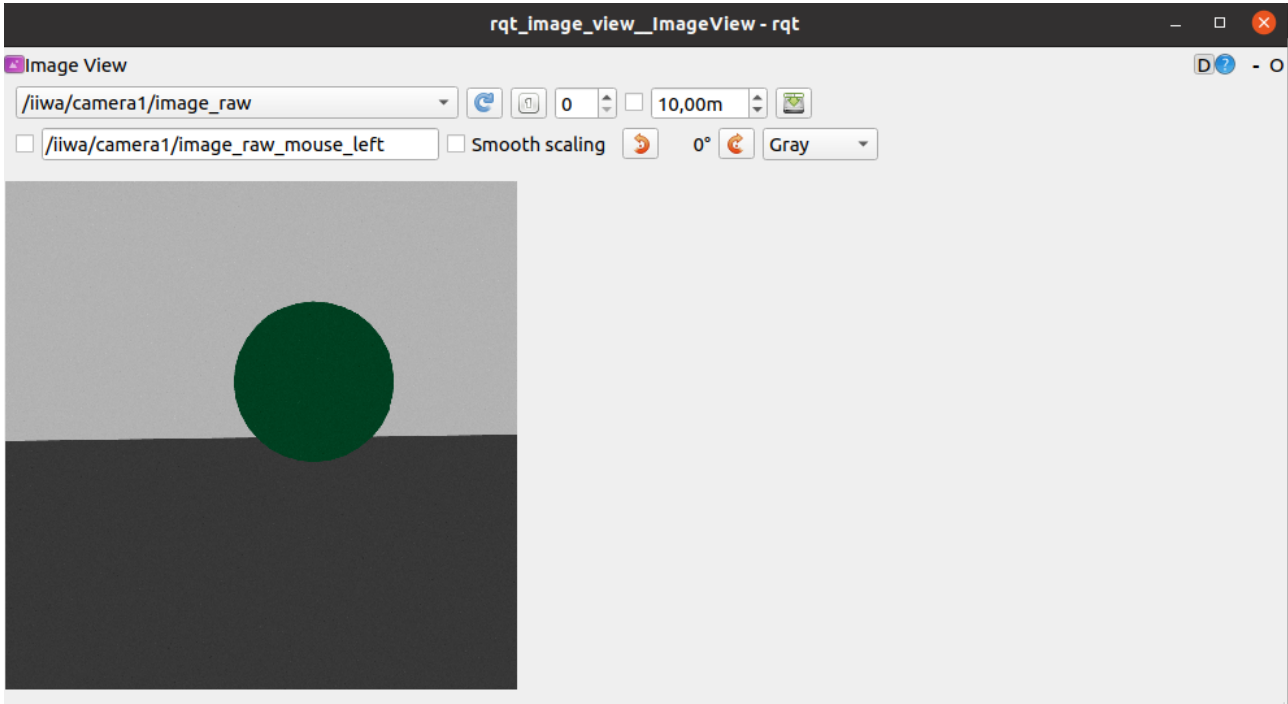 rqt_image_view__ImageView - rqt
Image View
D ? - O
/iiwa/camera1/image_raw 0 10,00m
/iiwa/camera1/image_raw_mouse_left Smooth scaling 0° Gray